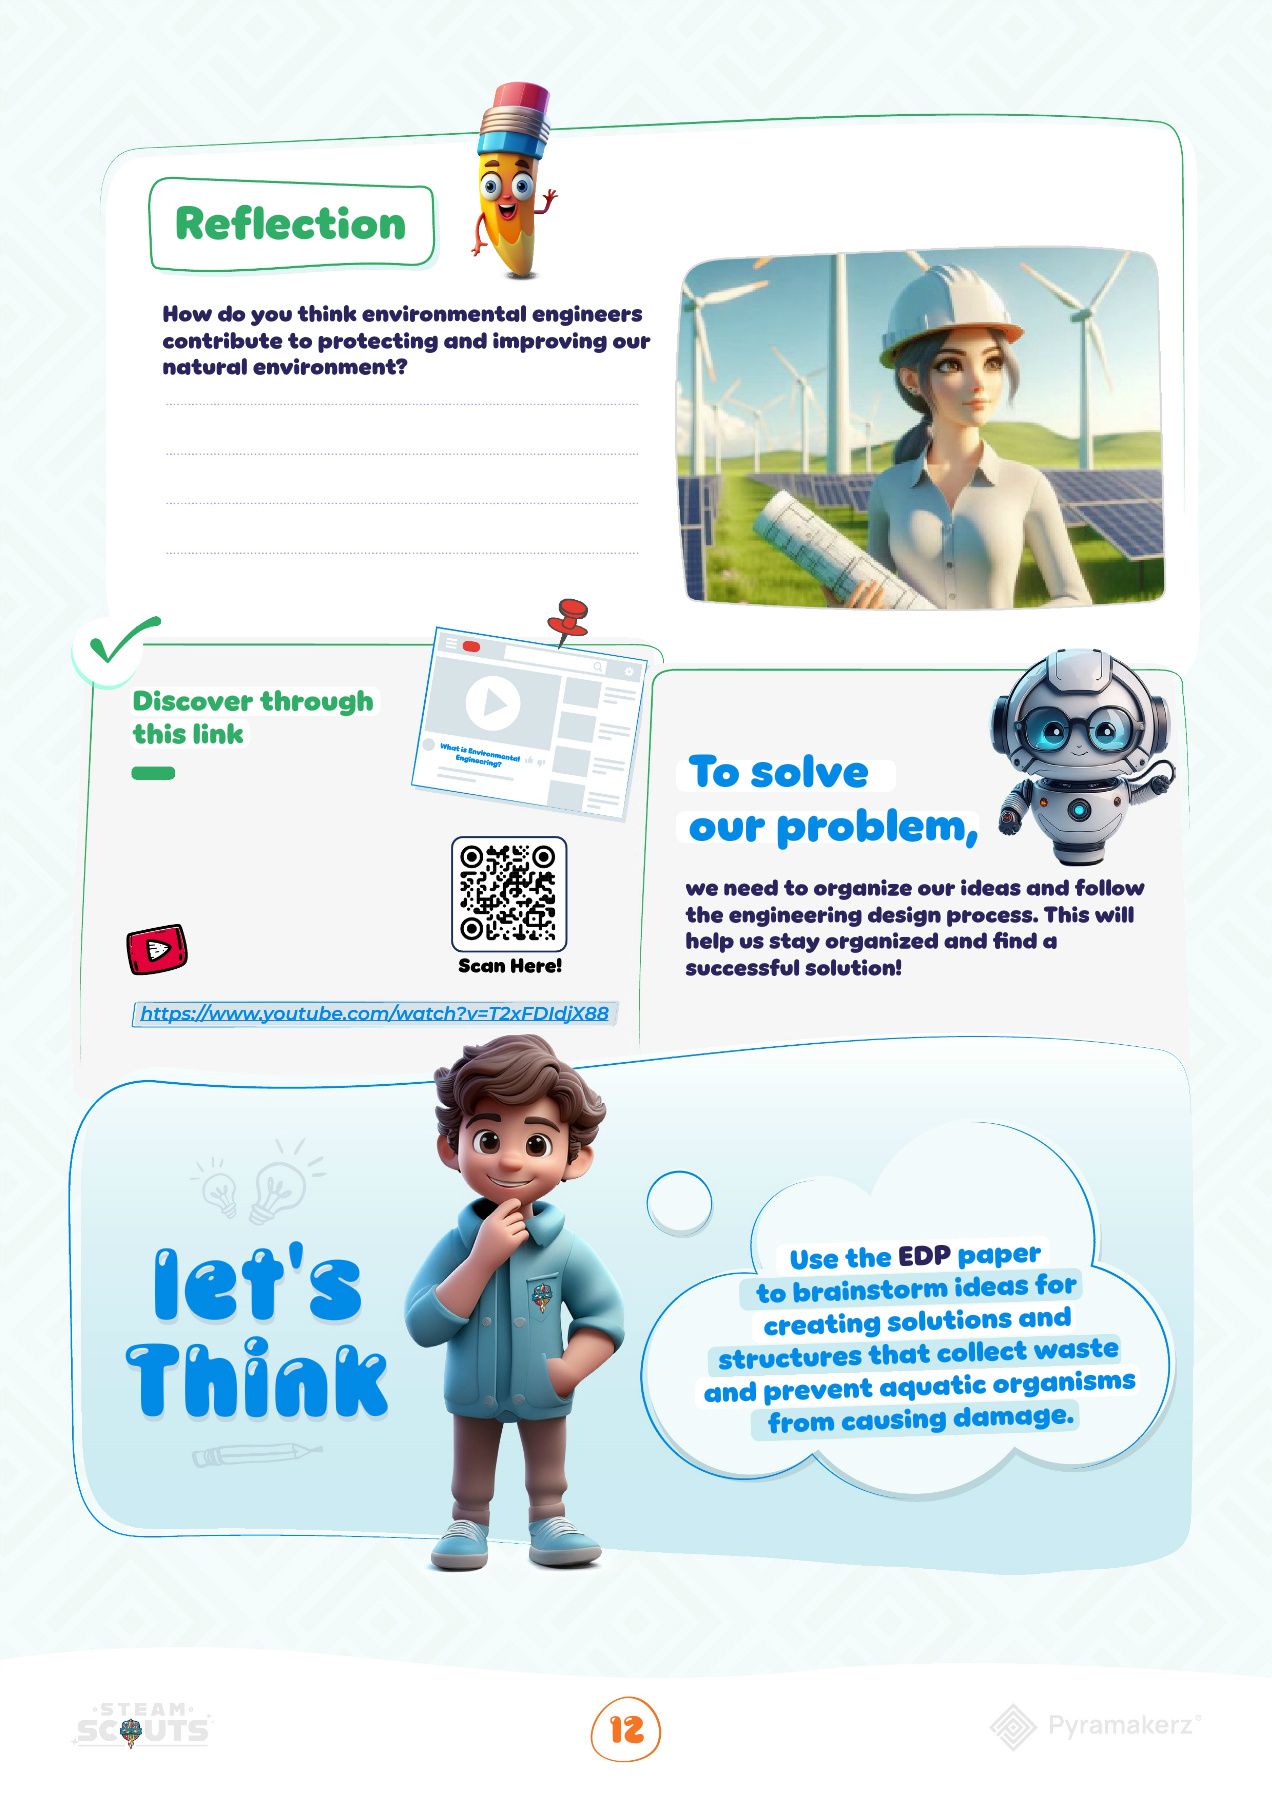 Reflection
How do you think environmental engineers
contribute to protecting and improving our
natural environment?
Discover through
this link
What is Environmental
Engineering?
Scan Here!
https://www.youtube.com/watch?v=T2xFDIdjX88
To solve
our problem,
we need to organize our ideas and follow
the engineering design process. This will
help us stay organized and find a
successful solution!
let's
Think
Use the EDP paper
to brainstorm ideas for
creating solutions and
structures that collect waste
and prevent aquatic organisms
from causing damage.
STEAM
SCOUTS
12
Pyramakerz